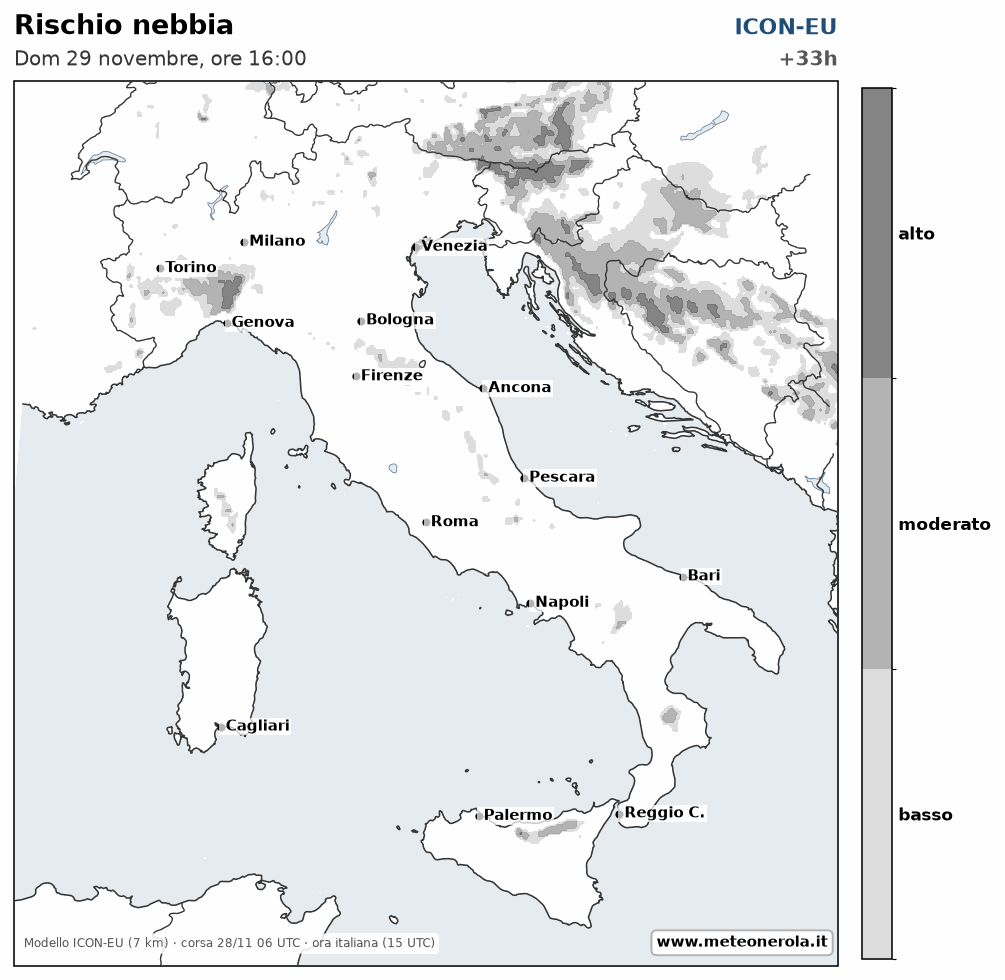 Rischio nebbia
ICON-EU
Dom 29 novembre, ore 16:00
+33h
alto
moderato
basso
Milano
Venezia
Torino
Genova
Bologna
Firenze
Ancona
Pescara
Roma
Bari
Napoli
Cagliari
Palermo
Reggio C.
Modello ICON-EU (7 km) · corsa 28/11 06 UTC · ora italiana (15 UTC)
www.meteonerola.it